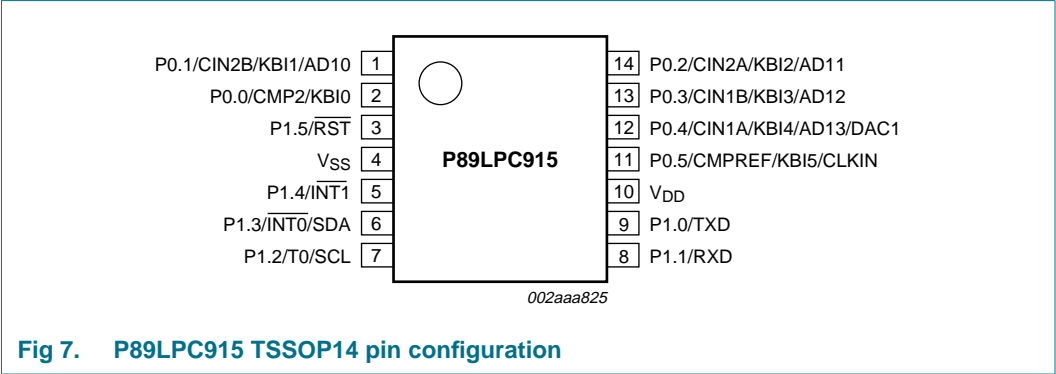 P0.1/CIN2B/KBI1/AD10 1
P0.0/CMP2/KBI0 2
P1.5/R̅S̅T̅ 3
VSS 4
P1.4/I̅N̅T̅1̅ 5
P1.3/I̅N̅T̅0̅/SDA 6
P1.2/T0/SCL 7
P89LPC915
14 P0.2/CIN2A/KBI2/AD11
13 P0.3/CIN1B/KBI3/AD12
12 P0.4/CIN1A/KBI4/AD13/DAC1
11 P0.5/CMPREF/KBI5/CLKIN
10 VDD
9 P1.0/TXD
8 P1.1/RXD
002aaa825
Fig 7. P89LPC915 TSSOP14 pin configuration